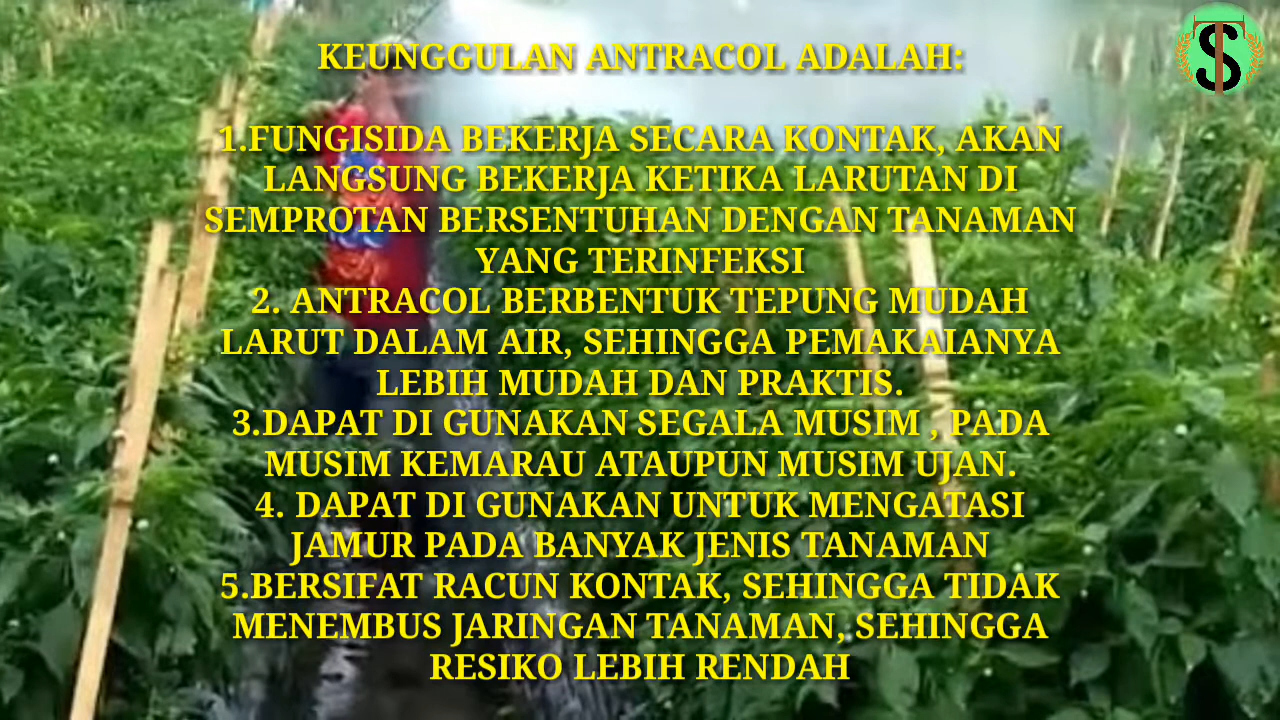 KEUNGGULAN ANTRACOL ADALAH:
1.FUNGISIDA BEKERJA SECARA KONTAK, AKAN
LANGSUNG BEKERJA KETIKA LARUTAN DI
SEMPROTAN BERSENTUHAN DENGAN TANAMAN
YANG TERINFEKSI
2. ANTRACOL BERBENTUK TEPUNG MUDAH
LARUT DALAM AIR, SEHINGGA PEMAKAIANYA
LEBIH MUDAH DAN PRAKTIS.
3.DAPAT DI GUNAKAN SEGALA MUSIM , PADA
MUSIM KEMARAU ATAUPUN MUSIM UJAN.
4. DAPAT DI GUNAKAN UNTUK MENGATASI
JAMUR PADA BANYAK JENIS TANAMAN
5.BERSIFAT RACUN KONTAK, SEHINGGA TIDAK
MENEMBUS JARINGAN TANAMAN, SEHINGGA
RESIKO LEBIH RENDAH